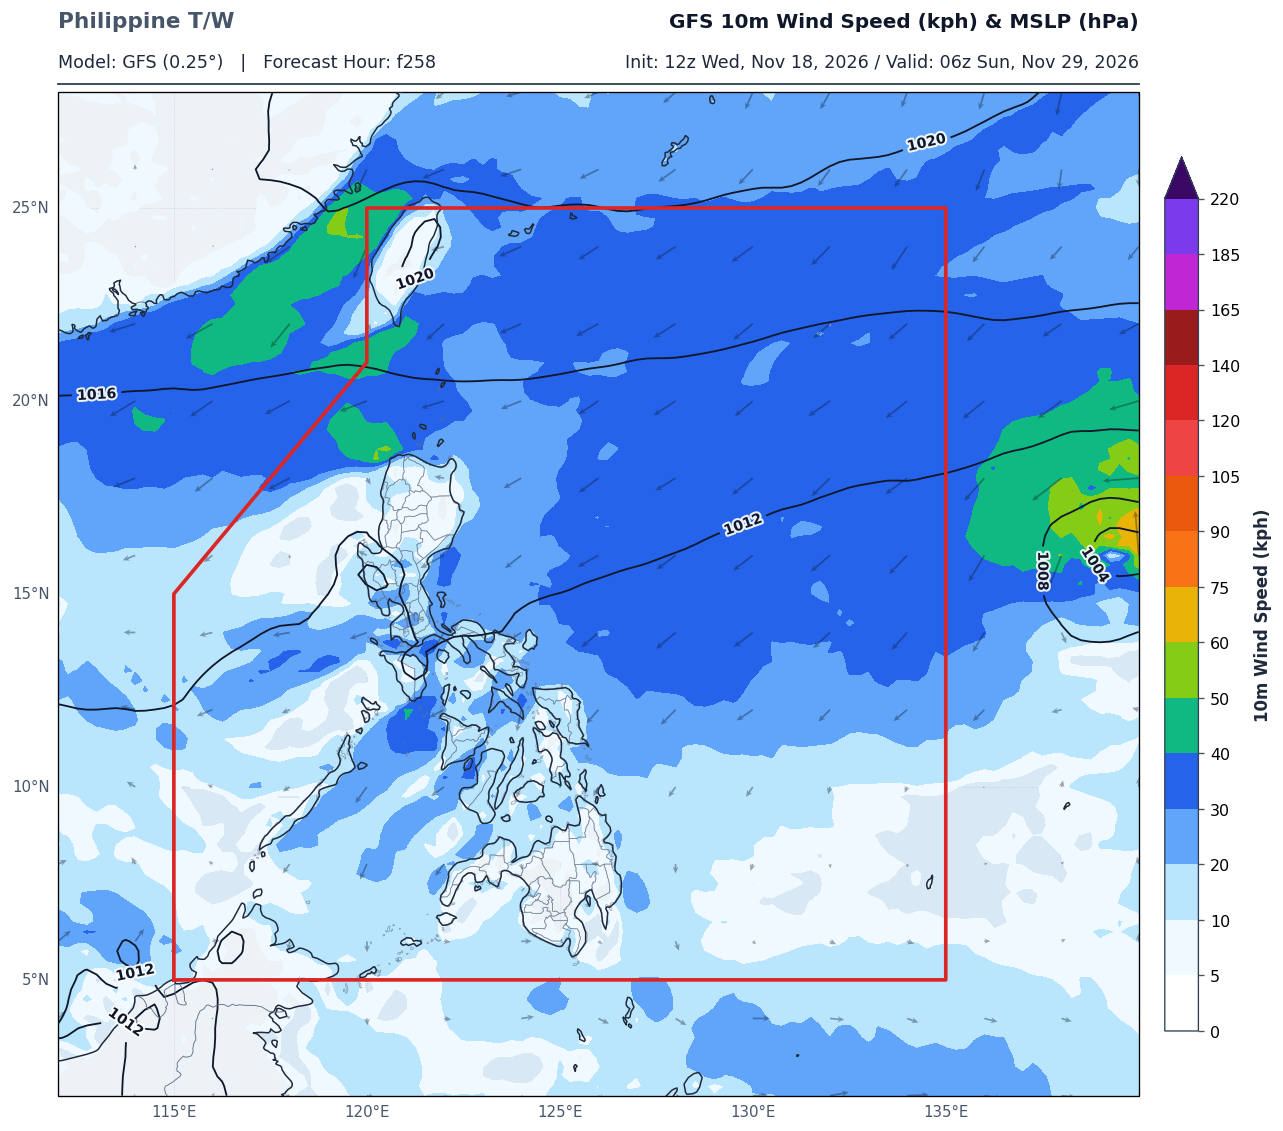 Philippine T/W
GFS 10m Wind Speed (kph) & MSLP (hPa)
Model: GFS (0.25°)   |   Forecast Hour: f258
Init: 12z Wed, Nov 18, 2026 / Valid: 06z Sun, Nov 29, 2026
1020
1020
1016
1012
1008
1004
1012
1012
25°N
20°N
15°N
10°N
5°N
115°E
120°E
125°E
130°E
135°E
220
185
165
140
120
105
90
75
60
50
40
30
20
10
5
0
10m Wind Speed (kph)